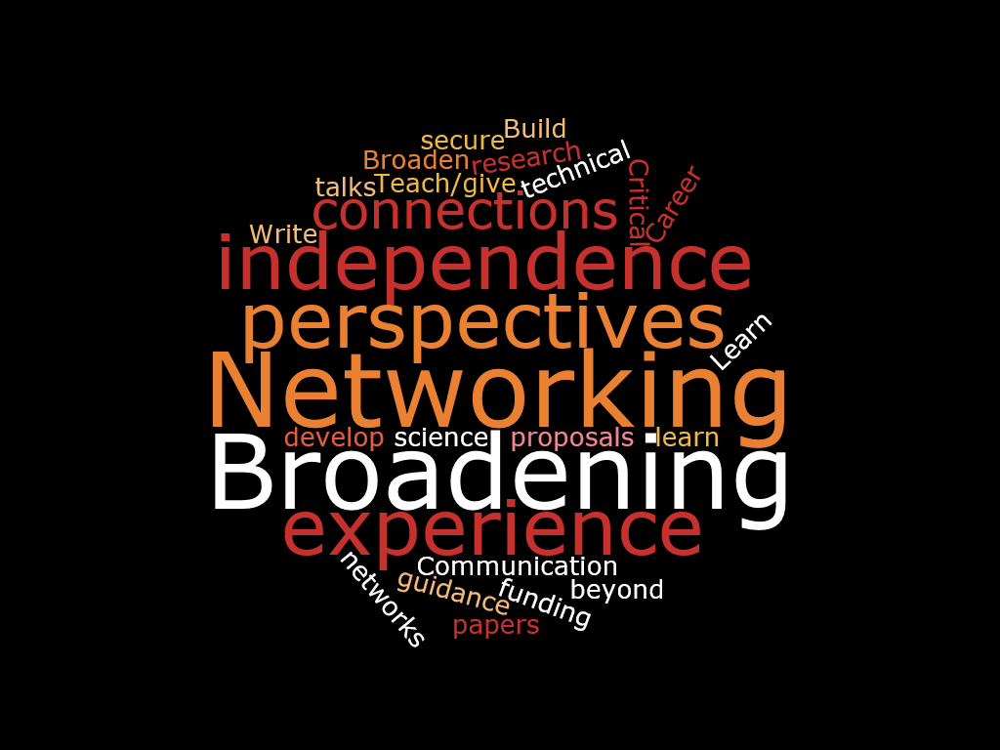 Build
secure
Broaden
research
technical
talks
Teach/give
Critical
Career
connections
Write
independence
perspectives
Learn
Networking
develop
science
proposals
learn
Broadening
experience
Communication
networks
guidance
funding
beyond
papers